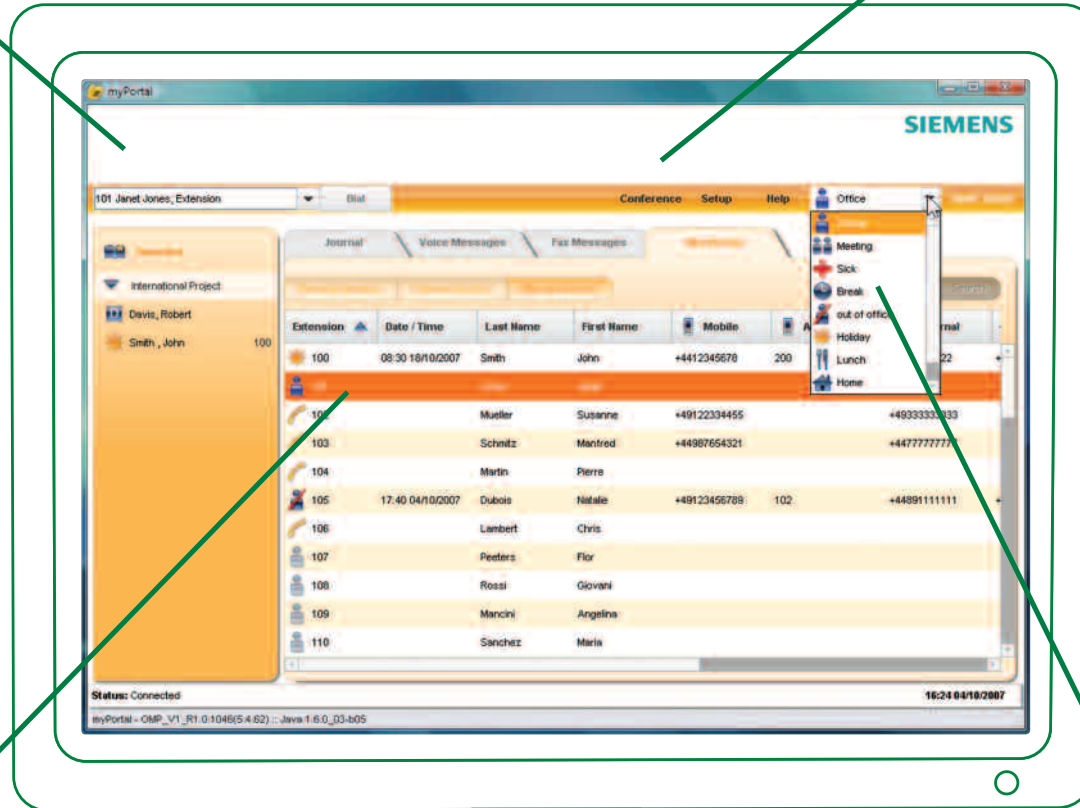 myPortal
SIEMENS
101 Janet Jones, Extension Dial Conference Setup Help Office
Journal Voice Messages Fax Messages
Meeting
Sick
International Project Break Search
Davis, Robert out of office
Smith , John 100 Holiday
Extension Date / Time Last Name First Name Mobile
100 08:30 18/10/2007 Smith John +4412345678 200 22 Lunch
Home
Mueller Susanne +49122334455
103 Schmitz Manfred +44987654321
104 Martin Pierre
105 17:40 04/10/2007 Dubois Natalie +49123456789 102 +44891111111
106 Lambert Chris
107 Peeters Flor
108 Rossi Giovani
109 Mancini Angelina
110 Sanchez Maria
Status: Connected 16:24 04/10/2007
myPortal - OMP_V1_R1.0.1046(5.4.62) :: Java 1.6.0_03-b05